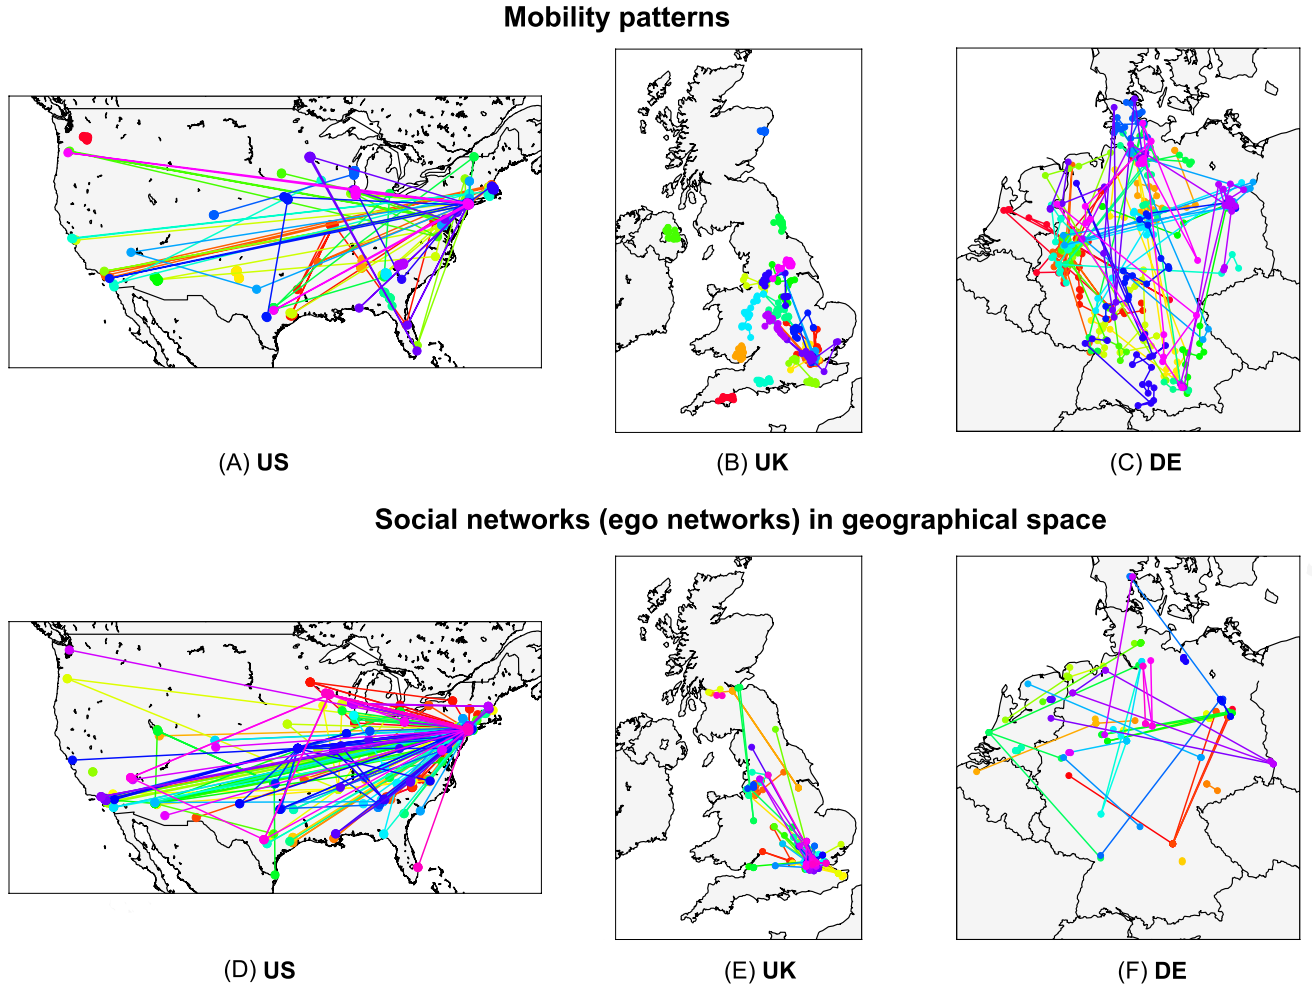 Mobility patterns
(A) US
(B) UK
(C) DE
Social networks (ego networks) in geographical space
(D) US
(E) UK
(F) DE